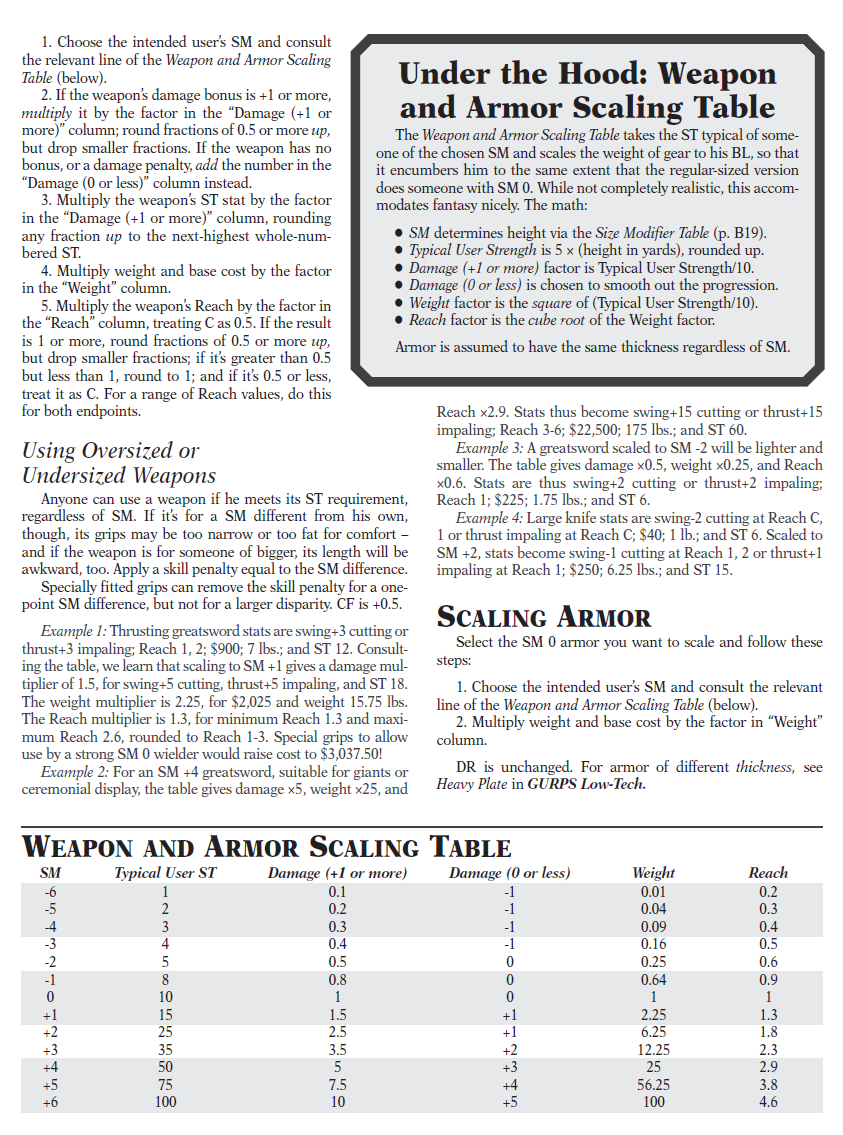 1. Choose the intended user's SM and consult
the relevant line of the Weapon and Armor Scaling
Table (below).
2. If the weapon's damage bonus is +1 or more,
multiply it by the factor in the “Damage (+1 or
more)” column; round fractions of 0.5 or more up,
but drop smaller fractions. If the weapon has no
bonus, or a damage penalty, add the number in the
“Damage (0 or less)” column instead.
3. Multiply the weapon's ST stat by the factor
in the “Damage (+1 or more)” column, rounding
any fraction up to the next-highest whole-num-
bered ST.
4. Multiply weight and base cost by the factor
in the “Weight” column.
5. Multiply the weapon's Reach by the factor in
the “Reach” column, treating C as 0.5. If the result
is 1 or more, round fractions of 0.5 or more up,
but drop smaller fractions; if it's greater than 0.5
but less than 1, round to 1; and if it's 0.5 or less,
treat it as C. For a range of Reach values, do this
for both endpoints.
Using Oversized or
Undersized Weapons
Anyone can use a weapon if he meets its ST requirement,
regardless of SM. If it's for a SM different from his own,
though, its grips may be too narrow or too fat for comfort –
and if the weapon is for someone of bigger, its length will be
awkward, too. Apply a skill penalty equal to the SM difference.
Specially fitted grips can remove the skill penalty for a one-
point SM difference, but not for a larger disparity. CF is +0.5.
Example 1: Thrusting greatsword stats are swing+3 cutting or
thrust+3 impaling; Reach 1, 2; $900; 7 lbs.; and ST 12. Consult-
ing the table, we learn that scaling to SM +1 gives a damage mul-
tiplier of 1.5, for swing+5 cutting, thrust+5 impaling, and ST 18.
The weight multiplier is 2.25, for $2,025 and weight 15.75 lbs.
The Reach multiplier is 1.3, for minimum Reach 1.3 and maxi-
mum Reach 2.6, rounded to Reach 1-3. Special grips to allow
use by a strong SM 0 wielder would raise cost to $3,037.50!
Example 2: For an SM +4 greatsword, suitable for giants or
ceremonial display, the table gives damage ×5, weight ×25, and
Under the Hood: Weapon
and Armor Scaling Table
The Weapon and Armor Scaling Table takes the ST typical of some-
one of the chosen SM and scales the weight of gear to his BL, so that
it encumbers him to the same extent that the regular-sized version
does someone with SM 0. While not completely realistic, this accom-
modates fantasy nicely. The math:
● SM determines height via the Size Modifier Table (p. B19).
● Typical User Strength is 5 × (height in yards), rounded up.
● Damage (+1 or more) factor is Typical User Strength/10.
● Damage (0 or less) is chosen to smooth out the progression.
● Weight factor is the square of (Typical User Strength/10).
● Reach factor is the cube root of the Weight factor.
Armor is assumed to have the same thickness regardless of SM.
Reach ×2.9. Stats thus become swing+15 cutting or thrust+15
impaling; Reach 3-6; $22,500; 175 lbs.; and ST 60.
Example 3: A greatsword scaled to SM -2 will be lighter and
smaller. The table gives damage ×0.5, weight ×0.25, and Reach
×0.6. Stats are thus swing+2 cutting or thrust+2 impaling;
Reach 1; $225; 1.75 lbs.; and ST 6.
Example 4: Large knife stats are swing-2 cutting at Reach C,
1 or thrust impaling at Reach C; $40; 1 lb.; and ST 6. Scaled to
SM +2, stats become swing-1 cutting at Reach 1, 2 or thrust+1
impaling at Reach 1; $250; 6.25 lbs.; and ST 15.
SCALING ARMOR
Select the SM 0 armor you want to scale and follow these
steps:
1. Choose the intended user's SM and consult the relevant
line of the Weapon and Armor Scaling Table (below).
2. Multiply weight and base cost by the factor in “Weight”
column.
DR is unchanged. For armor of different thickness, see
Heavy Plate in GURPS Low-Tech.
WEAPON AND ARMOR SCALING TABLE
SM Typical User ST Damage (+1 or more) Damage (0 or less) Weight Reach
-6 1 0.1 -1 0.01 0.2
-5 2 0.2 -1 0.04 0.3
-4 3 0.3 -1 0.09 0.4
-3 4 0.4 -1 0.16 0.5
-2 5 0.5 0 0.25 0.6
-1 8 0.8 0 0.64 0.9
0 10 1 0 1 1
+1 15 1.5 +1 2.25 1.3
+2 25 2.5 +1 6.25 1.8
+3 35 3.5 +2 12.25 2.3
+4 50 5 +3 25 2.9
+5 75 7.5 +4 56.25 3.8
+6 100 10 +5 100 4.6